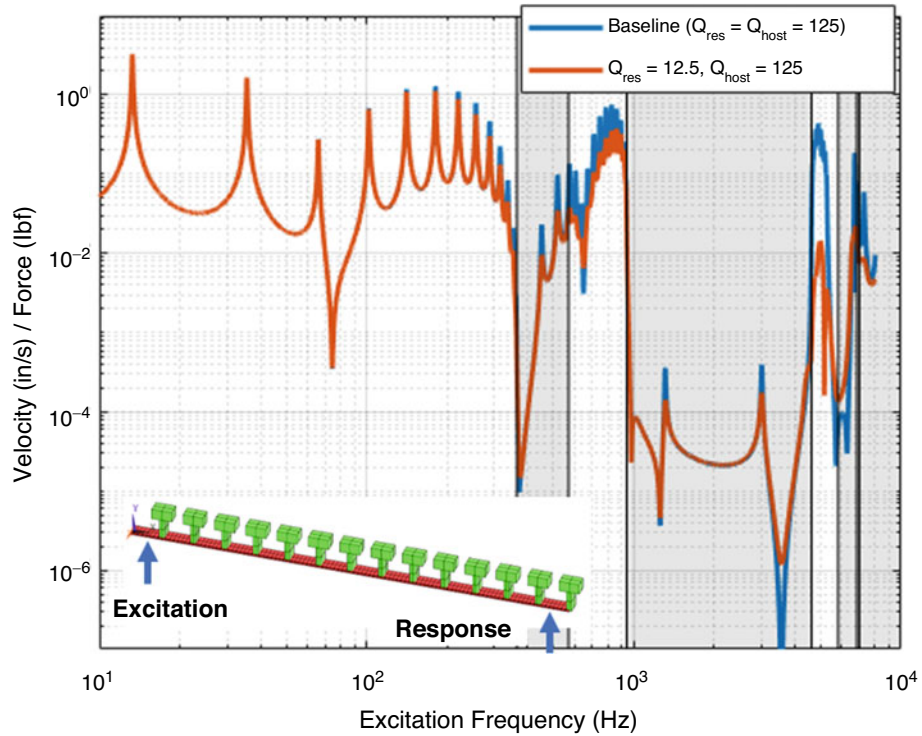 Baseline (Q_res = Q_host = 125)
Q_res = 12.5, Q_host = 125
Velocity (in/s) / Force (lbf)
10^0
10^-2
10^-4
10^-6
Y
Excitation
Response
10^1
10^2
10^3
10^4
Excitation Frequency (Hz)